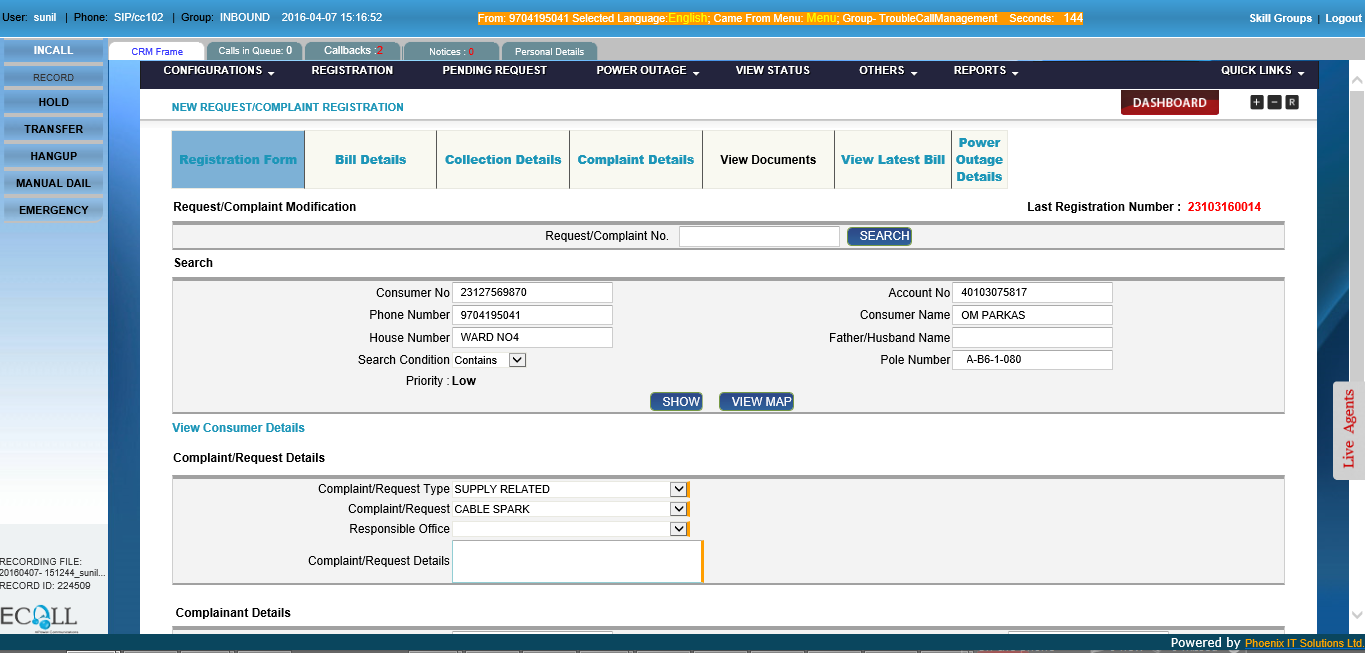 User: sunil | Phone: SIP/cc102 | Group: INBOUND 2016-04-07 15:16:52 From: 9704195041 Selected Language:English; Came From Menu: Menu; Group- TroubleCallManagement Seconds: 144 Skill Groups | Logout
INCALL
RECORD
HOLD
TRANSFER
HANGUP
MANUAL DAIL
EMERGENCY
CRM Frame Calls in Queue: 0 Callbacks :2 Notices : 0 Personal Details
CONFIGURATIONS REGISTRATION PENDING REQUEST POWER OUTAGE VIEW STATUS OTHERS REPORTS QUICK LINKS
NEW REQUEST/COMPLAINT REGISTRATION DASHBOARD + − R
Registration Form Bill Details Collection Details Complaint Details View Documents View Latest Bill Power Outage Details
Request/Complaint Modification Last Registration Number : 23103160014
Request/Complaint No. SEARCH
Search
Consumer No 23127569870 Account No 40103075817
Phone Number 9704195041 Consumer Name OM PARKAS
House Number WARD NO4 Father/Husband Name
Search Condition Contains Pole Number A-B6-1-080
Priority : Low
SHOW VIEW MAP
View Consumer Details
Complaint/Request Details
Complaint/Request Type SUPPLY RELATED
Complaint/Request CABLE SPARK
Responsible Office
Complaint/Request Details
Complainant Details
Live Agents
RECORDING FILE:
20160407- 151244_sunil...
RECORD ID: 224509
ECALL
Powered by Phoenix IT Solutions Ltd.